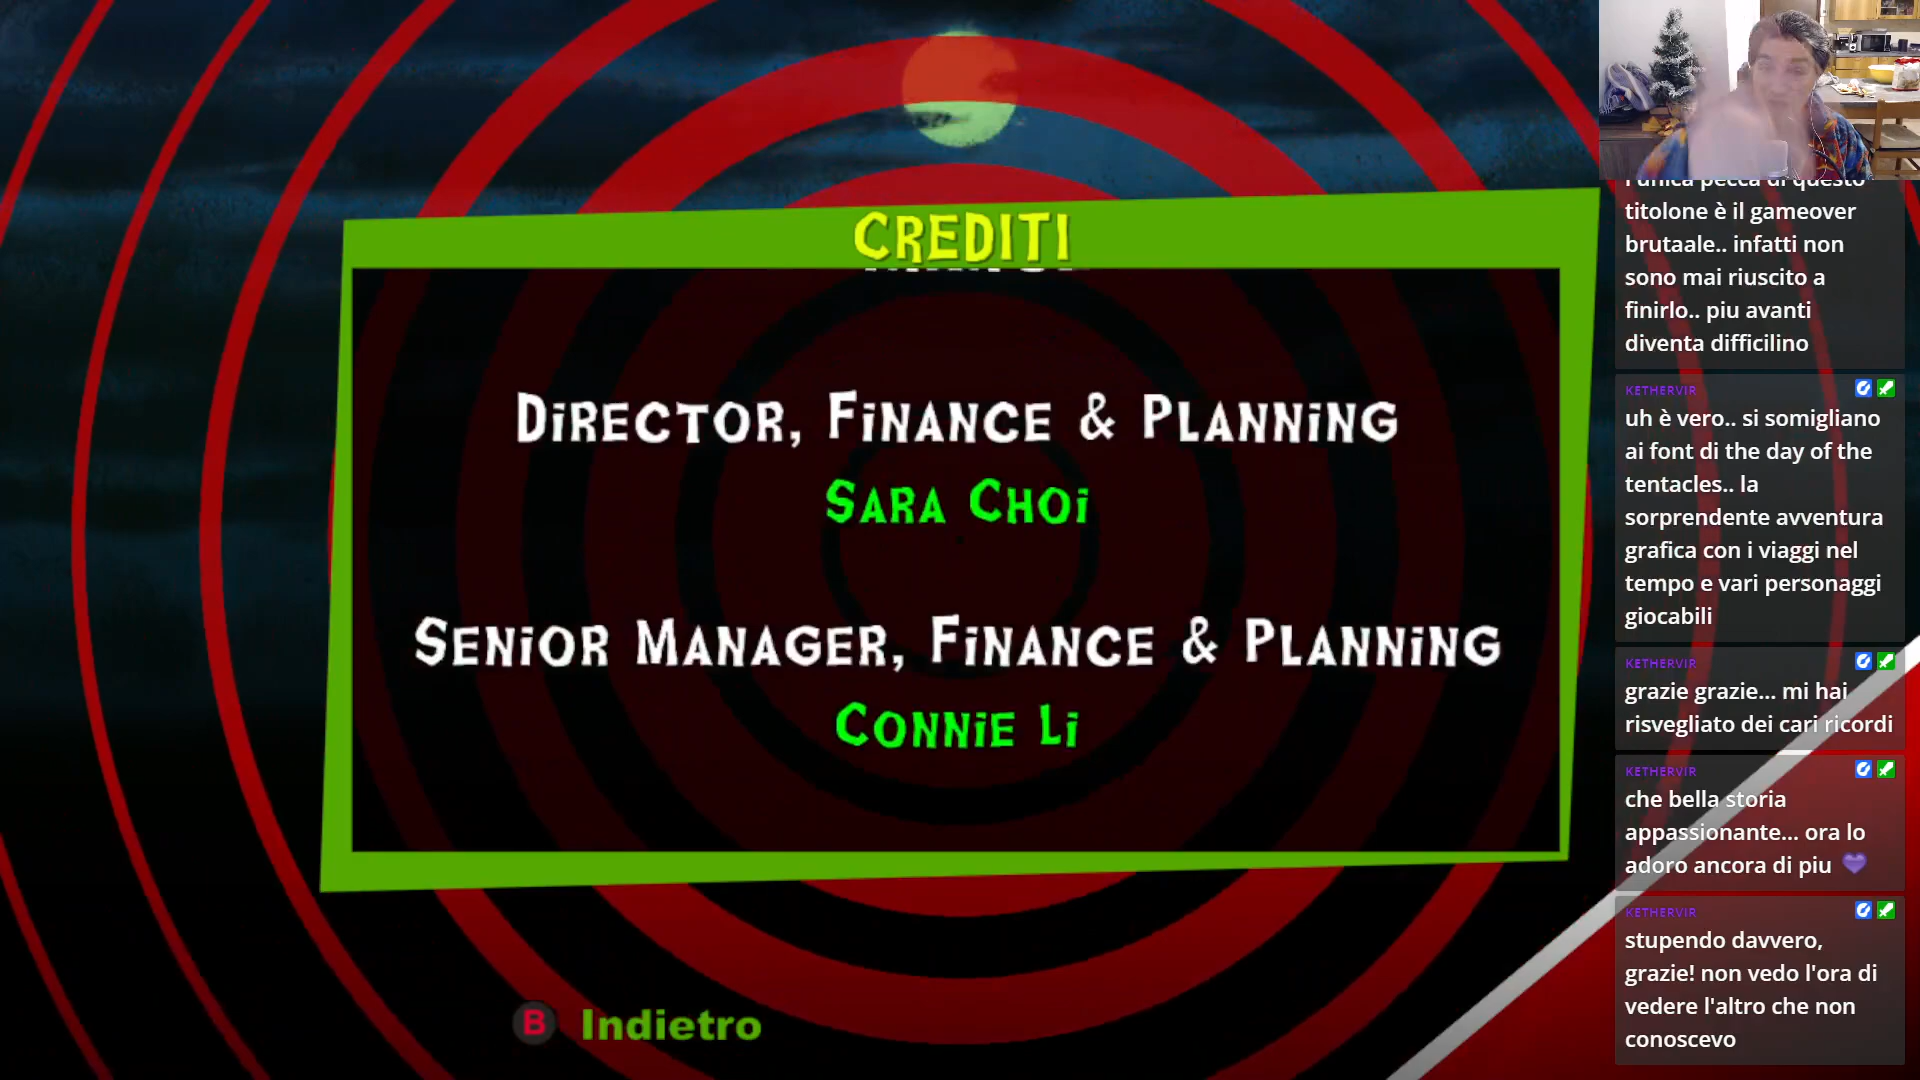 CREDITI
DiRECTOR, FiNANCE & PLANNiNG
SARA CHOi
SENiOR MANAGER, FiNANCE & PLANNiNG
CONNiE Li
B Indietro
l'unica pecca di questo
titolone è il gameover
brutaale.. infatti non
sono mai riuscito a
finirlo.. piu avanti
diventa difficilino
KETHERVIR
uh è vero.. si somigliano
ai font di the day of the
tentacles.. la
sorprendente avventura
grafica con i viaggi nel
tempo e vari personaggi
giocabili
KETHERVIR
grazie grazie... mi hai
risvegliato dei cari ricordi
KETHERVIR
che bella storia
appassionante... ora lo
adoro ancora di piu
KETHERVIR
stupendo davvero,
grazie! non vedo l'ora di
vedere l'altro che non
conoscevo